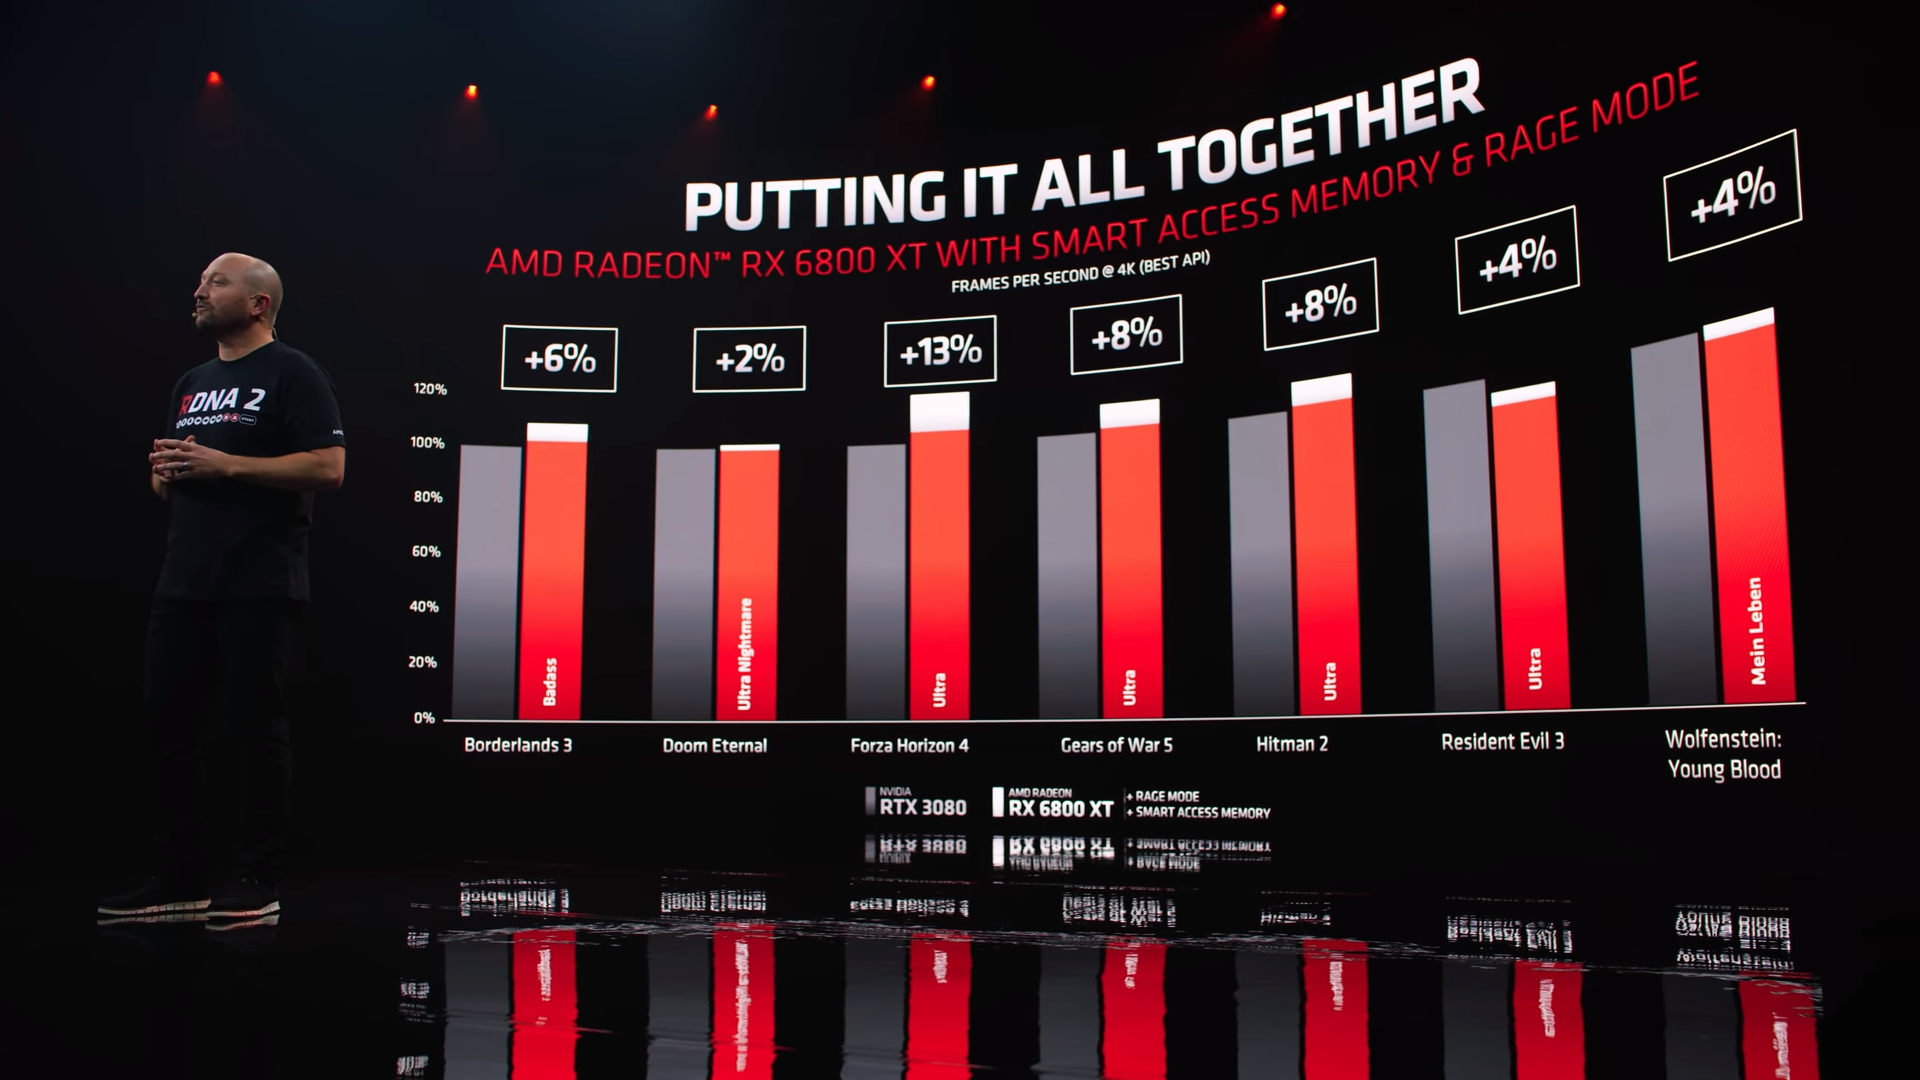 PUTTING IT ALL TOGETHER
AMD RADEON™ RX 6800 XT WITH SMART ACCESS MEMORY & RAGE MODE
FRAMES PER SECOND @ 4K (BEST API)
+6%
+2%
+13%
+8%
+8%
+4%
+4%
120%
100%
80%
60%
40%
20%
0%
Badass
Ultra Nightmare
Ultra
Ultra
Ultra
Ultra
Mein Leben
Borderlands 3
Doom Eternal
Forza Horizon 4
Gears of War 5
Hitman 2
Resident Evil 3
Wolfenstein:
Young Blood
NVIDIA
RTX 3080
AMD RADEON
RX 6800 XT
+ RAGE MODE
+ SMART ACCESS MEMORY
RDNA 2